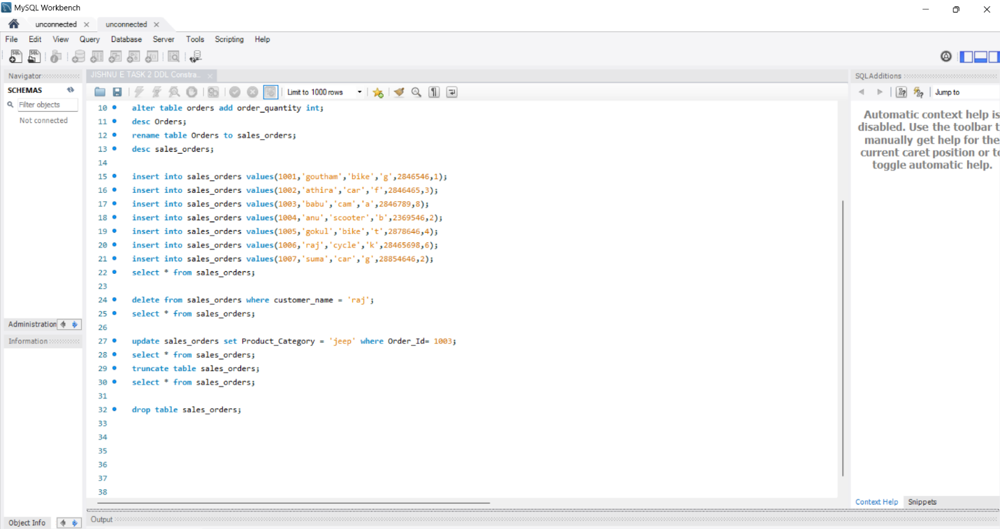 MySQL Workbench
unconnected
unconnected
File Edit View Query Database Server Tools Scripting Help
Navigator
SCHEMAS
Filter objects
Not connected
Administration
Information
Object Info
JISHNU E TASK 2 DDL Constra...
Limit to 1000 rows
10 alter table orders add order_quantity int;
11 desc Orders;
12 rename table Orders to sales_orders;
13 desc sales_orders;
14
15 insert into sales_orders values(1001,'goutham','bike','g',2846546,1);
16 insert into sales_orders values(1002,'athira','car','f',2846465,3);
17 insert into sales_orders values(1003,'babu','cam','a',2846789,8);
18 insert into sales_orders values(1004,'anu','scooter','b',2369546,2);
19 insert into sales_orders values(1005,'gokul','bike','t',2878646,4);
20 insert into sales_orders values(1006,'raj','cycle','k',28465698,6);
21 insert into sales_orders values(1007,'suma','car','g',28854646,2);
22 select * from sales_orders;
23
24 delete from sales_orders where customer_name = 'raj';
25 select * from sales_orders;
26
27 update sales_orders set Product_Category = 'jeep' where Order_Id= 1003;
28 select * from sales_orders;
29 truncate table sales_orders;
30 select * from sales_orders;
31
32 drop table sales_orders;
33
34
35
36
37
38
Output
SQLAdditions
Jump to
Automatic context help is
disabled. Use the toolbar t
manually get help for the
current caret position or to
toggle automatic help.
Context Help Snippets